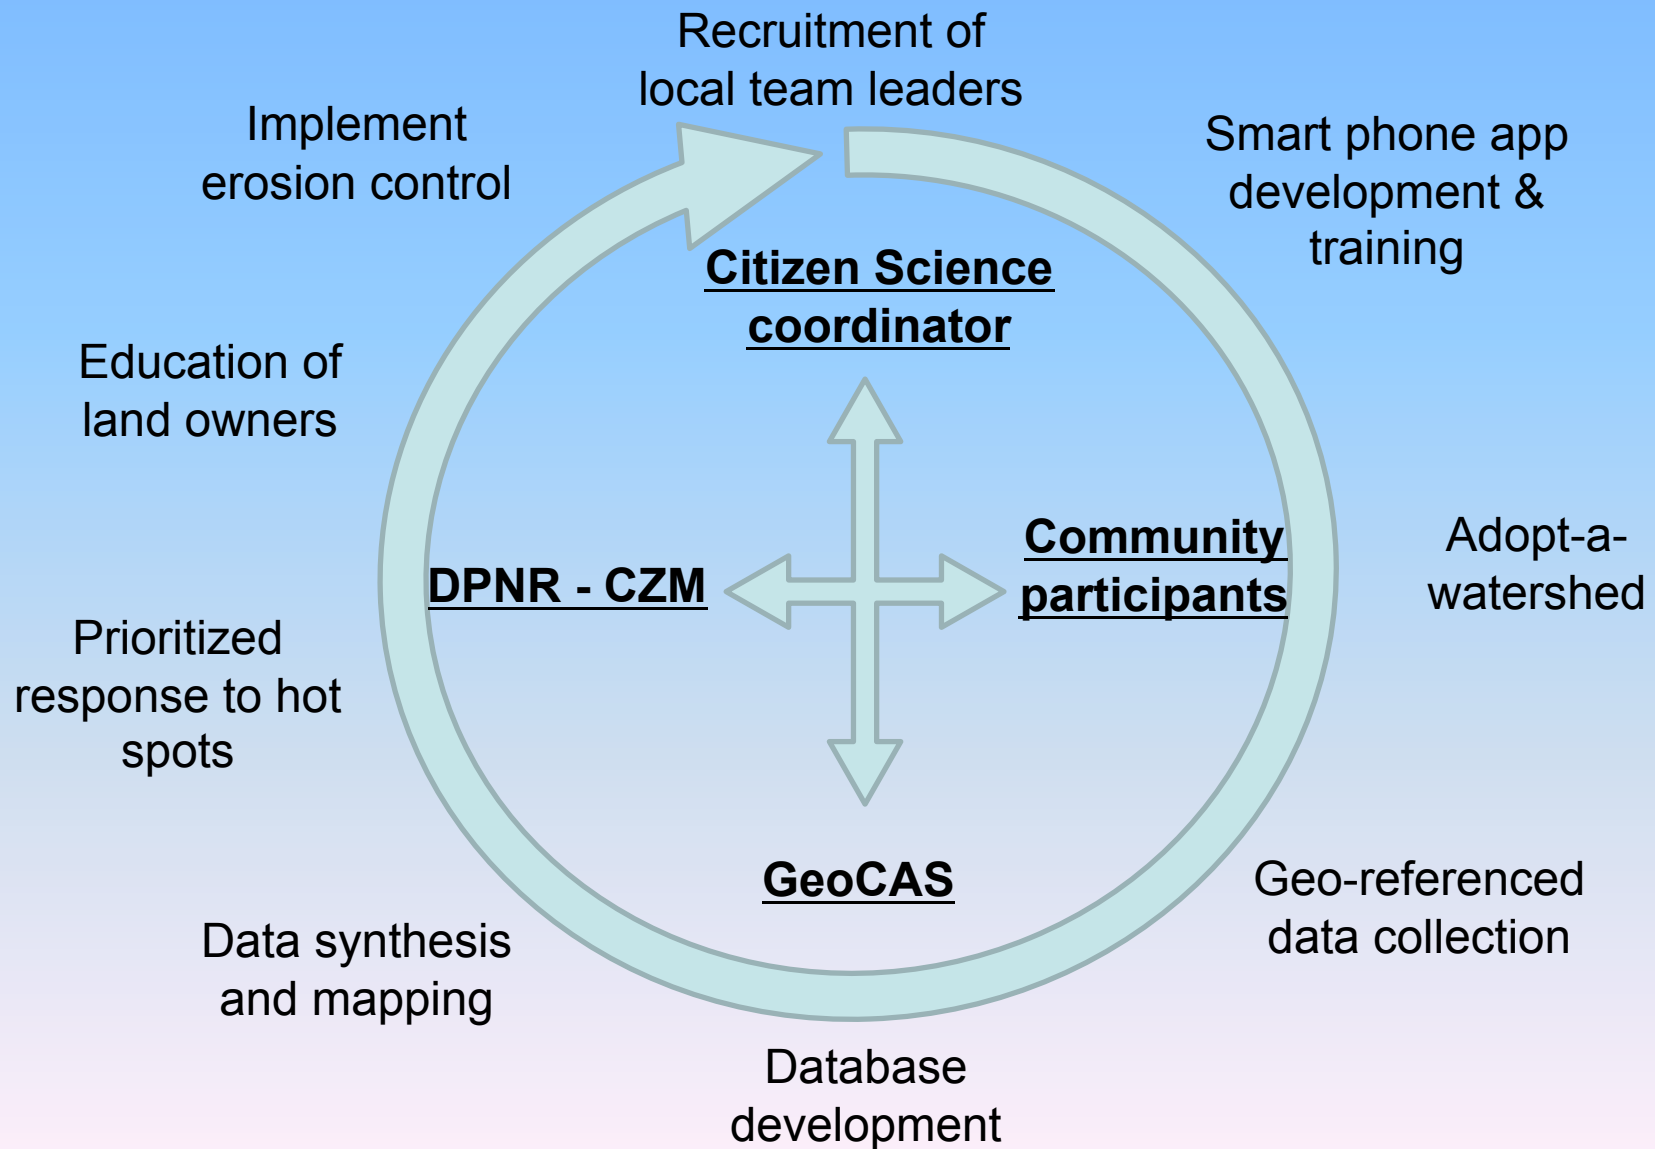 Recruitment of
local team leaders
Smart phone app
development &
training
Adopt-a-
watershed
Geo-referenced
data collection
Database
development
Data synthesis
and mapping
Prioritized
response to hot
spots
Education of
land owners
Implement
erosion control
Citizen Science
coordinator
Community
participants
GeoCAS
DPNR - CZM